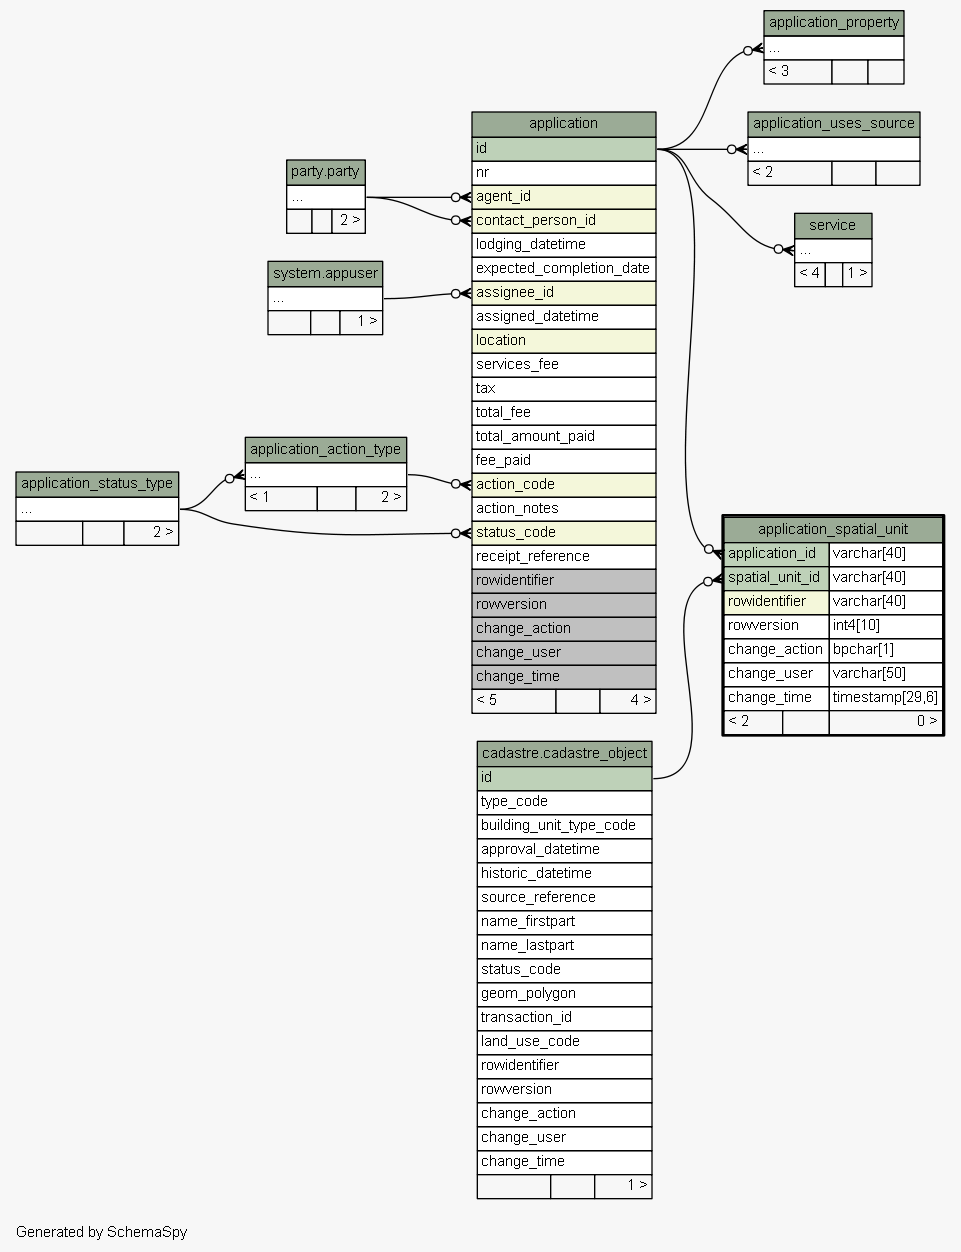 application_property
...
< 3
application_uses_source
...
< 2
service
...
< 4 1 >
application
id
nr
agent_id
contact_person_id
lodging_datetime
expected_completion_date
assignee_id
assigned_datetime
location
services_fee
tax
total_fee
total_amount_paid
fee_paid
action_code
action_notes
status_code
receipt_reference
rowidentifier
rowversion
change_action
change_user
change_time
< 5 4 >
party.party
...
2 >
system.appuser
...
1 >
application_action_type
...
< 1 2 >
application_status_type
...
2 >
application_spatial_unit
application_id varchar[40]
spatial_unit_id varchar[40]
rowidentifier varchar[40]
rowversion int4[10]
change_action bpchar[1]
change_user varchar[50]
change_time timestamp[29,6]
< 2 0 >
cadastre.cadastre_object
id
type_code
building_unit_type_code
approval_datetime
historic_datetime
source_reference
name_firstpart
name_lastpart
status_code
geom_polygon
transaction_id
land_use_code
rowidentifier
rowversion
change_action
change_user
change_time
1 >
Generated by SchemaSpy